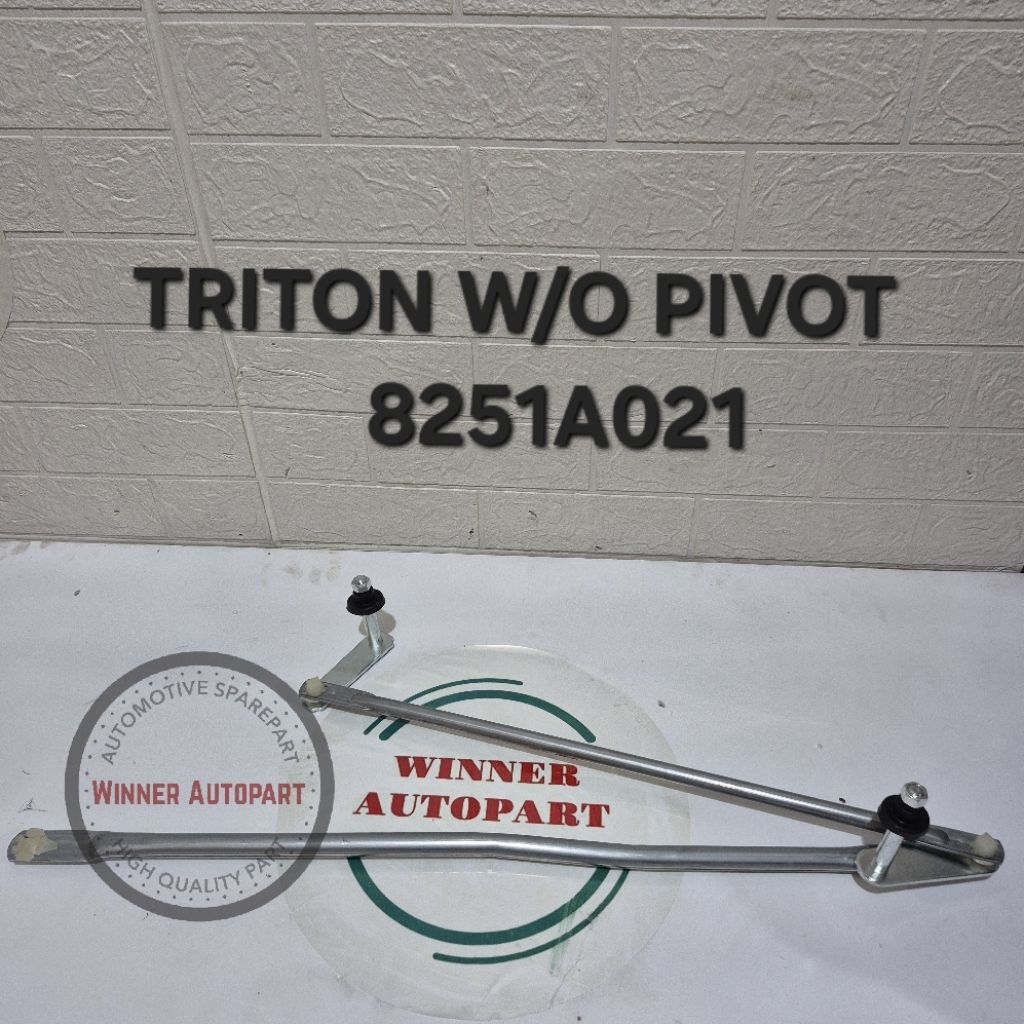 TRITON W/O PIVOT
8251A021
AUTOMOTIVE SPAREPART
WINNER AUTOPART
HIGH QUALITY PART
WINNER
AUTOPART